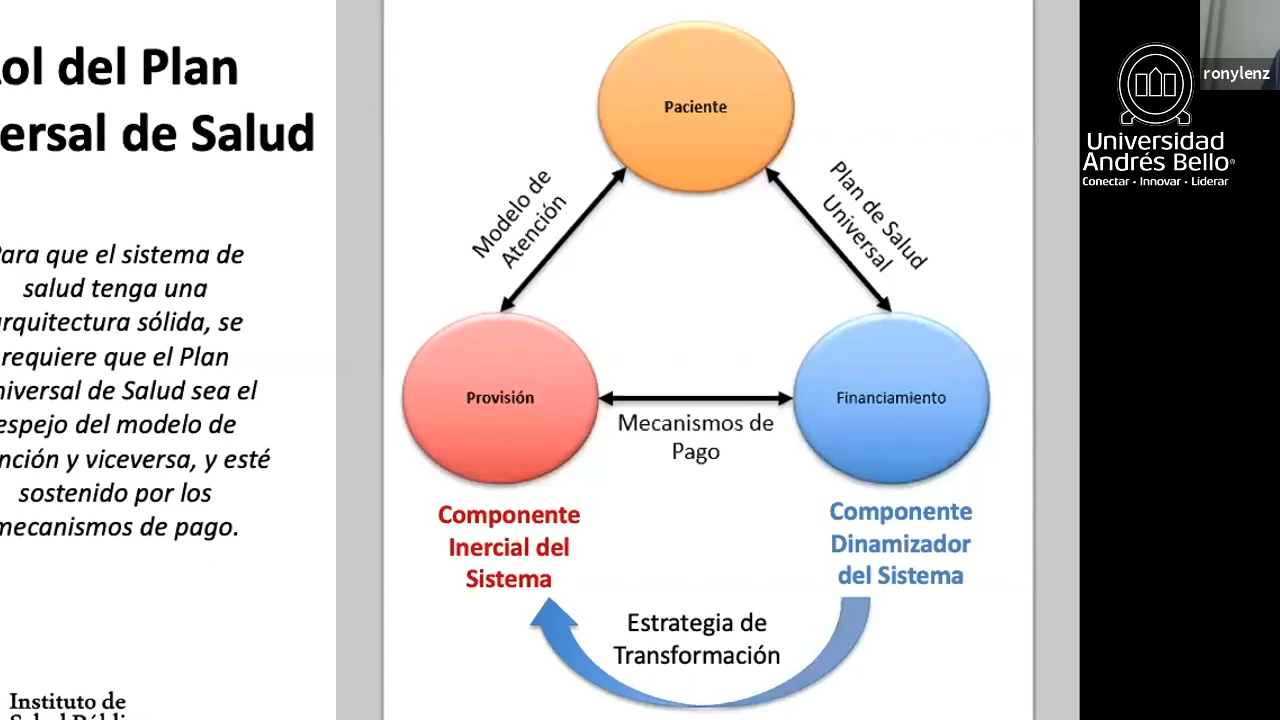 ol del Plan
ersal de Salud
ara que el sistema de
salud tenga una
rquitectura sólida, se
requiere que el Plan
niversal de Salud sea el
espejo del modelo de
nción y viceversa, y esté
sostenido por los
mecanismos de pago.
Instituto de
Paciente
Modelo de
Atención
Plan de Salud
Universal
Provisión
Financiamiento
Mecanismos de
Pago
Componente
Inercial del
Sistema
Componente
Dinamizador
del Sistema
Estrategia de
Transformación
ronylenz
Universidad
Andrés Bello®
Conectar · Innovar · Liderar